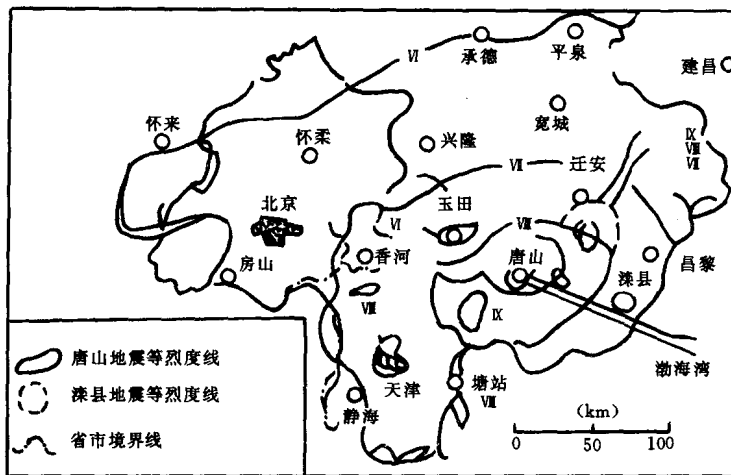 VI
承德
平泉
建昌
怀来
怀柔
兴隆
宽城
IX
VIII
VII
VII
迁安
北京
VI
玉田
VIII
香河
唐山
房山
滦县
昌黎
VIII
IX
渤海湾
唐山地震等烈度线
天津
塘站
VIII
滦县地震等烈度线
静海
(km)
省市境界线
0 50 100